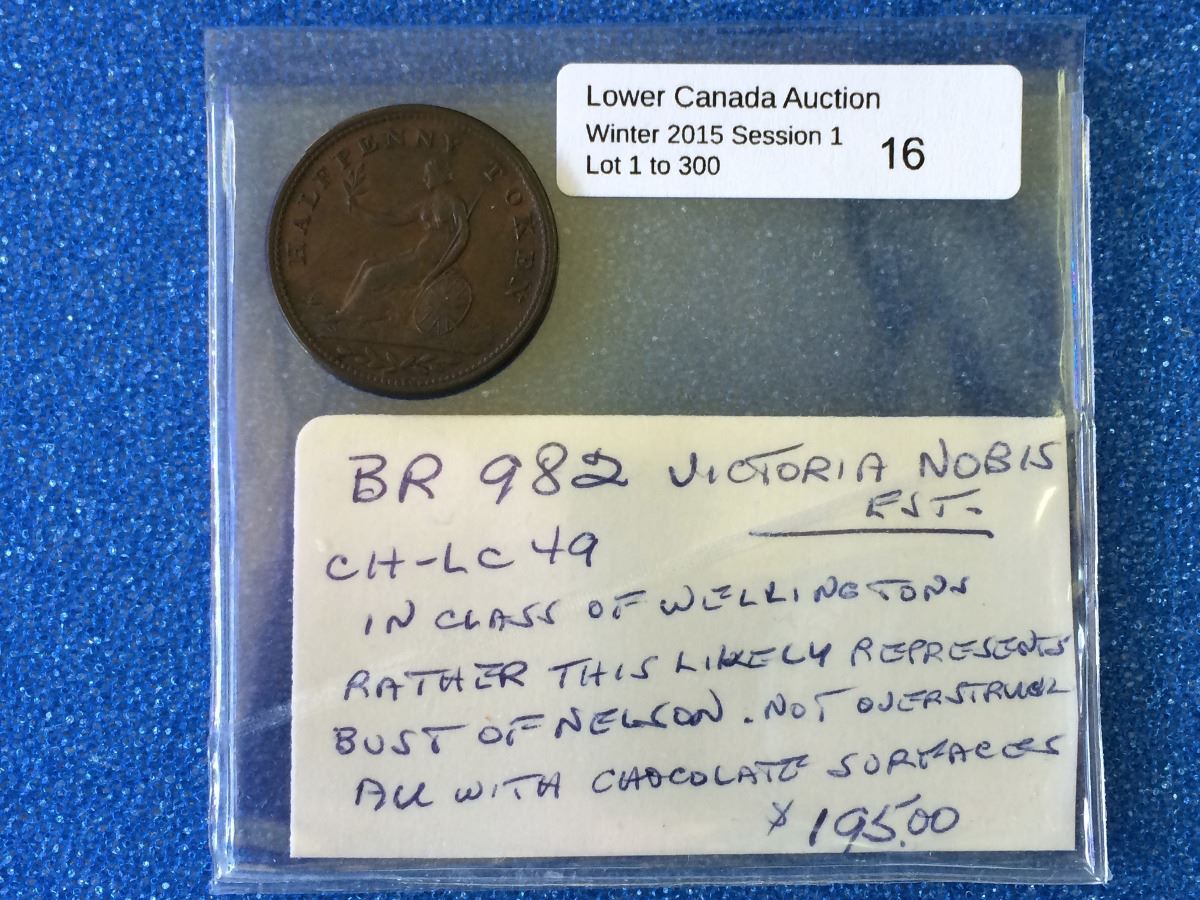 HALFPENNY TOKEN
Lower Canada Auction
Winter 2015 Session 1
Lot 1 to 300
16
BR 982 VICTORIA NOBIS
EST.
CH-LC 49
IN CLASS OF WELLINGTONS
RATHER THIS LIKELY REPRESENTS
BUST OF NELSON. NOT OVERSTRUCK
AU WITH CHOCOLATE SURFACES
$195.00